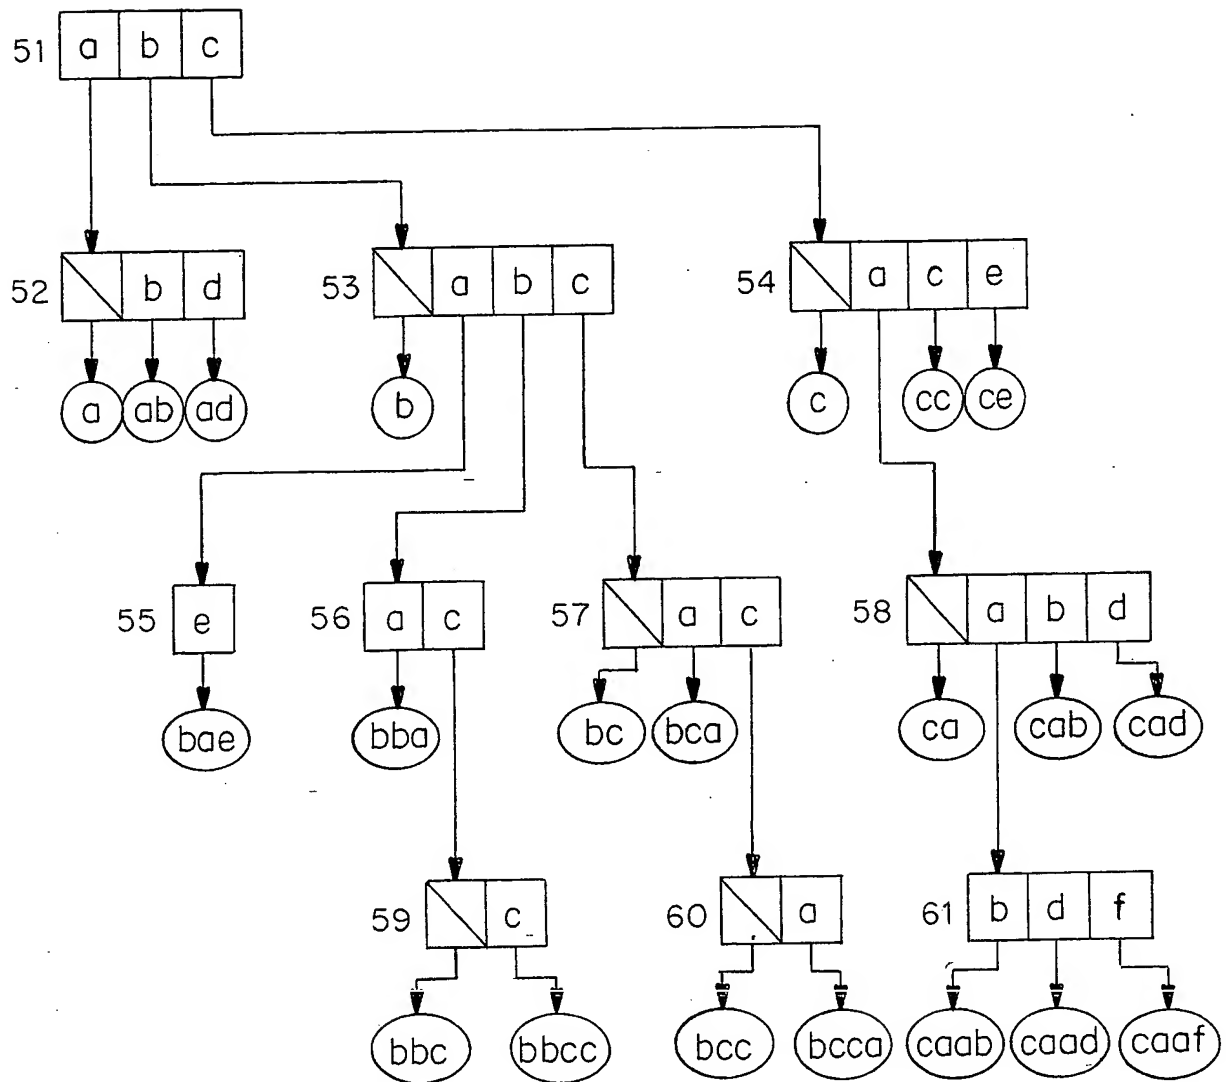 51 a b c
52 b d 53 a b c 54 a c e
a ab ad b c cc ce
55 e 56 a c 57 a c 58 a b d
bae bba bc bca ca cab cad
59 c 60 a 61 b d f
bbc bbcc bcc bcca caab caad caaf